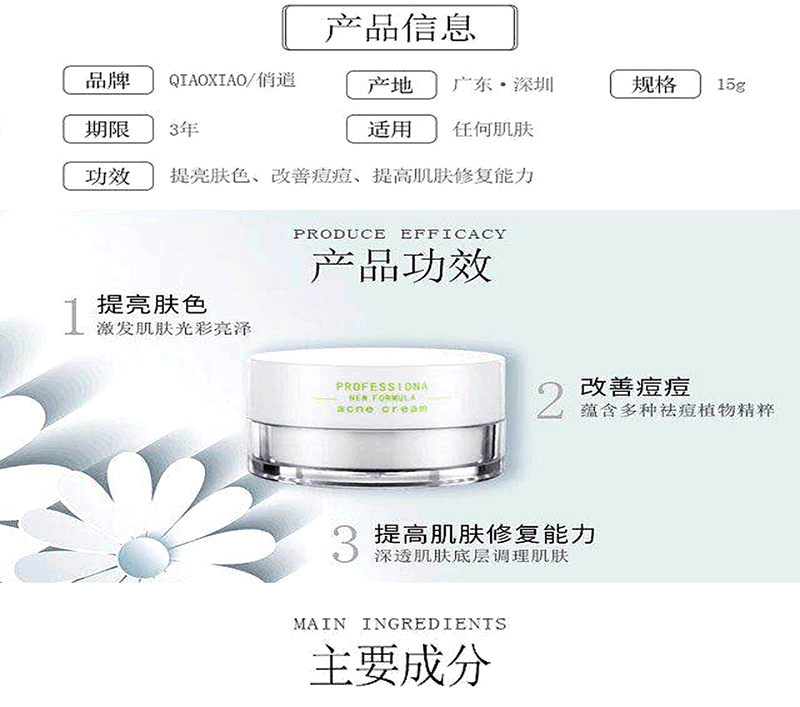 产品信息
品牌 QIAOXIAO/俏逍 产地 广东·深圳 规格 15g
期限 3年 适用 任何肌肤
功效 提亮肤色、改善痘痘、提高肌肤修复能力
PRODUCE EFFICACY
产品功效
1 提亮肤色
激发肌肤光彩亮泽
PROFESSIONA
NEW FORMULA
acne cream
2 改善痘痘
蕴含多种祛痘植物精粹
3 提高肌肤修复能力
深透肌肤底层调理肌肤
MAIN INGREDIENTS
主要成分